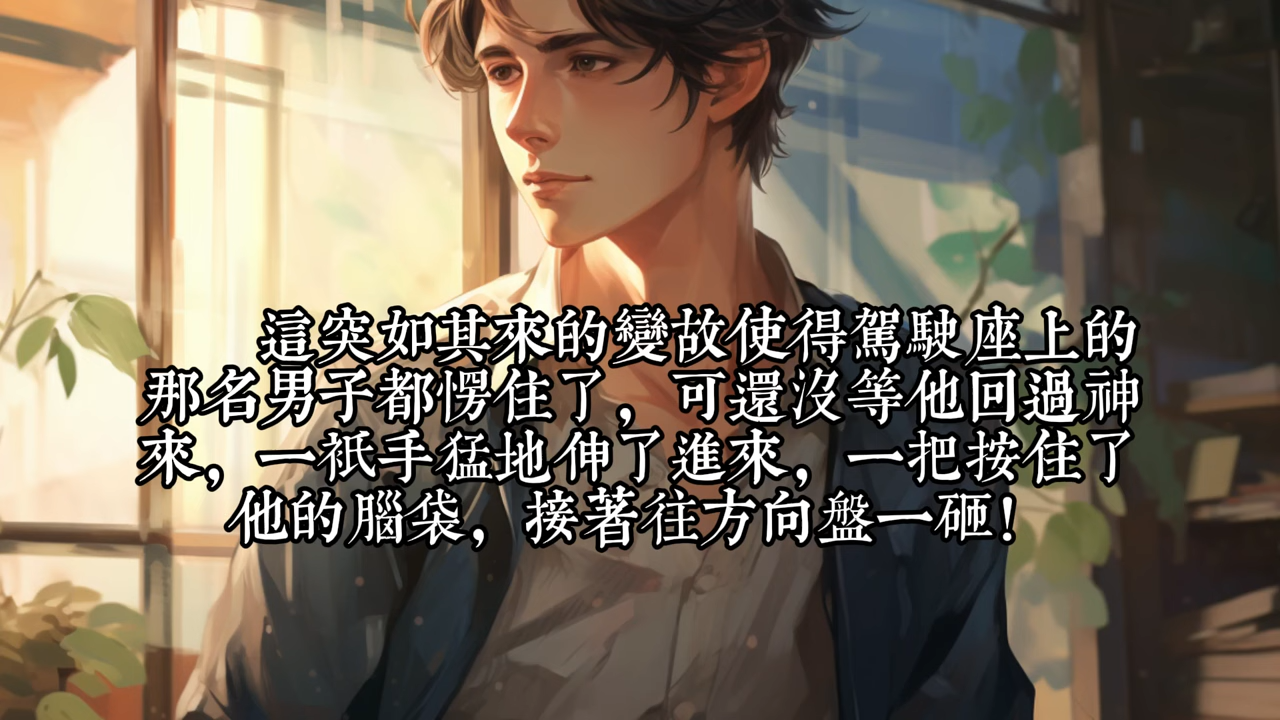 這突如其來的變故使得駕駛座上的
那名男子都愣住了，可還沒等他回過神
來，一祇手猛地伸了進來，一把按住了
他的腦袋，接著往方向盤一砸！